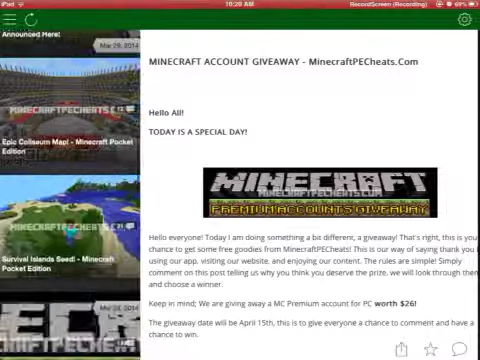 iPad
10:20 AM
RecordScreen (Recording)
69%
Announced Here!
Mar 29, 2014
MINECRAFTPECHEATS.C
Epic Coliseum Map! - Minecraft Pocket
Edition
MINECRAFTPECHEATS.C
Survival Islands Seed! - Minecraft
Pocket Edition
MINECRAFT ACCOUNT GIVEAWAY - MinecraftPECheats.Com
Hello All!
TODAY IS A SPECIAL DAY!
MINECRAFT
MINECRAFTPECHEATS.COM
PREMIUM ACCOUNTS GIVEAWAY
Hello everyone! Today I am doing something a bit different, a giveaway! That's right, this is you
chance to get some free goodies from MinecraftPECheats! This is our way of saying thank you
using our app, visiting our website, and enjoying our content. The rules are simple! Simply
comment on this post telling us why you think you deserve the prize, we will look through then
and choose a winner.
Keep in mind; We are giving away a MC Premium account for PC worth $26!
The giveaway date will be April 15th, this is to give everyone a chance to comment and have a
chance to win.